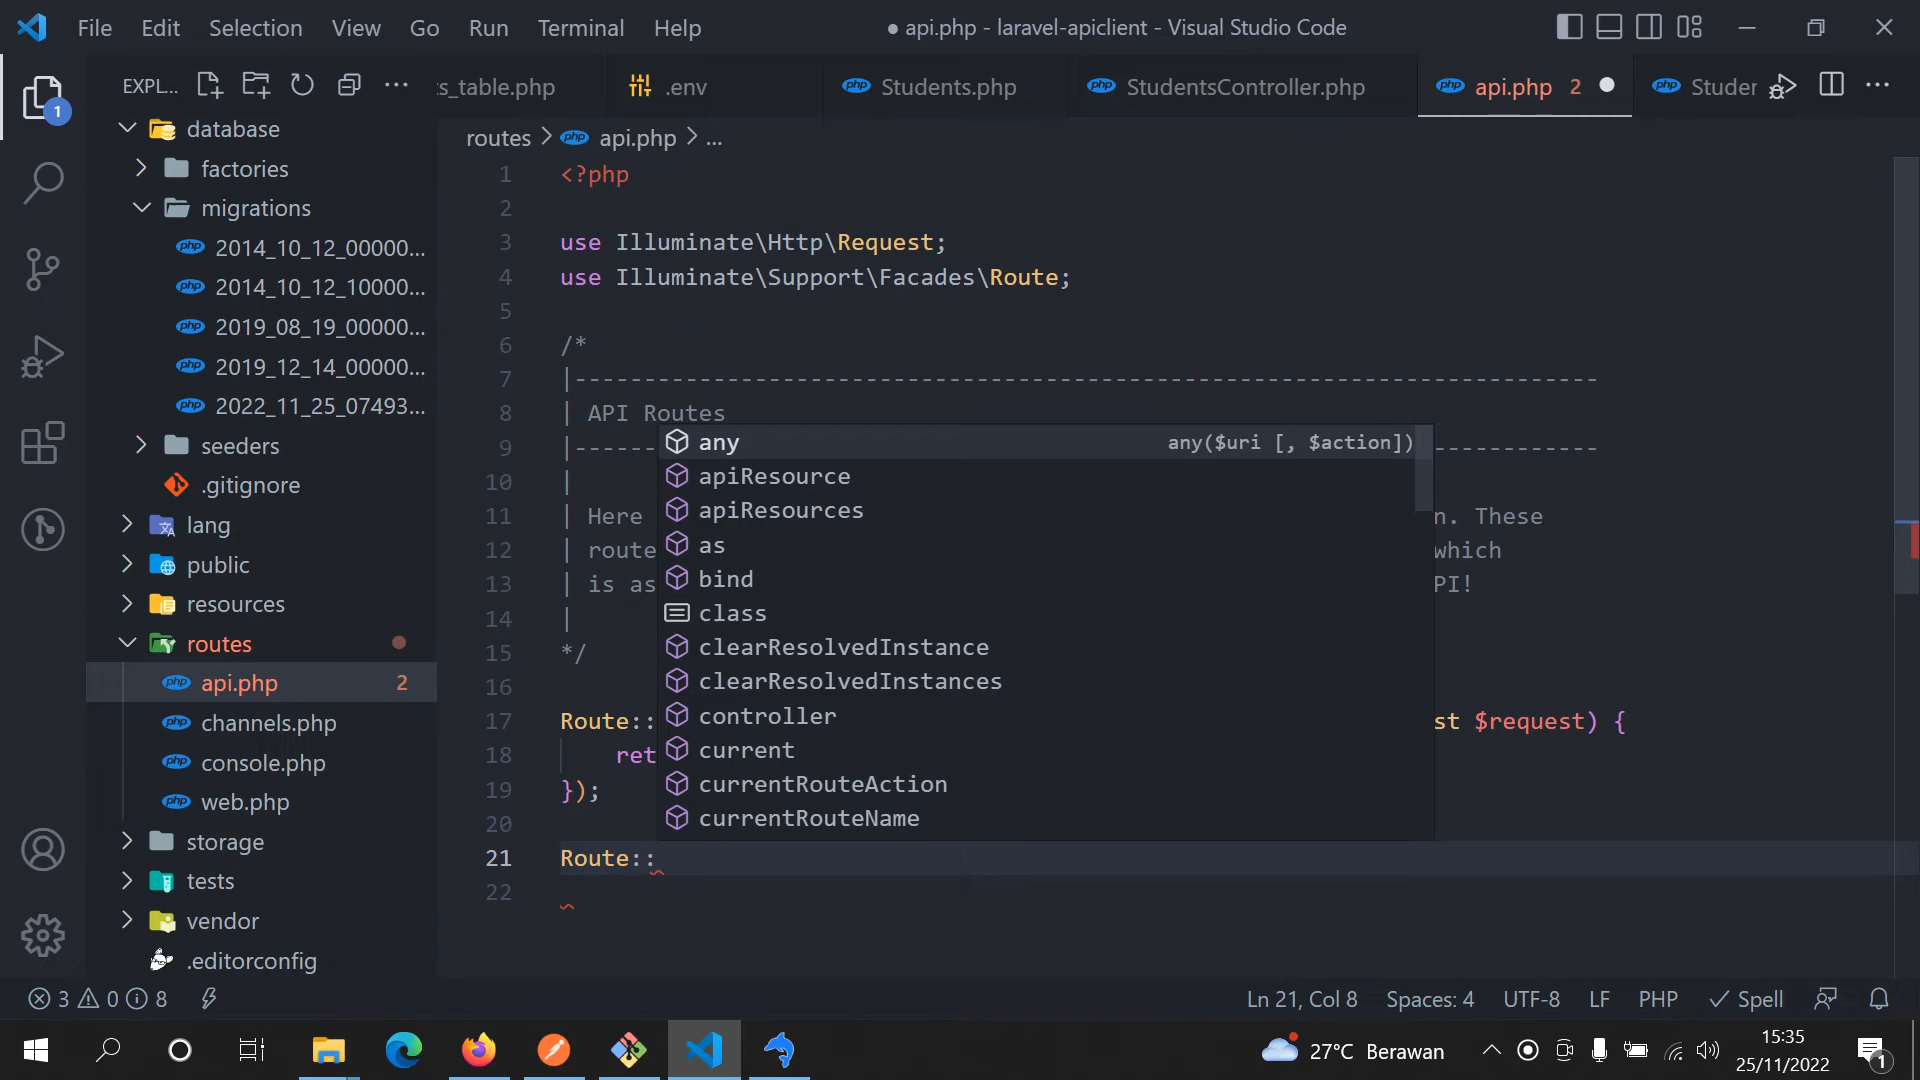 File Edit Selection View Go Run Terminal Help
● api.php - laravel-apiclient - Visual Studio Code
EXPL...
s_table.php .env Students.php StudentsController.php api.php 2 Studer
1
database
factories
migrations
2014_10_12_00000...
2014_10_12_10000...
2019_08_19_00000...
2019_12_14_00000...
2022_11_25_07493...
seeders
.gitignore
lang
public
resources
routes
api.php 2
channels.php
console.php
web.php
storage
tests
vendor
.editorconfig
routes > api.php > ...
1 <?php
2
3 use Illuminate\Http\Request;
4 use Illuminate\Support\Facades\Route;
5
6 /*
7 |--------------------------------------------------------------------------
8 | API Routes
9 |------ ------------
10 |
11 | Here n. These
12 | route which
13 | is as PI!
14 |
15 */
16
17 Route:: st $request) {
18 ret
19 });
20
21 Route::
22
any any($uri [, $action])
apiResource
apiResources
as
bind
class
clearResolvedInstance
clearResolvedInstances
controller
current
currentRouteAction
currentRouteName
3 0 8
Ln 21, Col 8 Spaces: 4 UTF-8 LF PHP Spell
27°C Berawan
15:35
25/11/2022
1